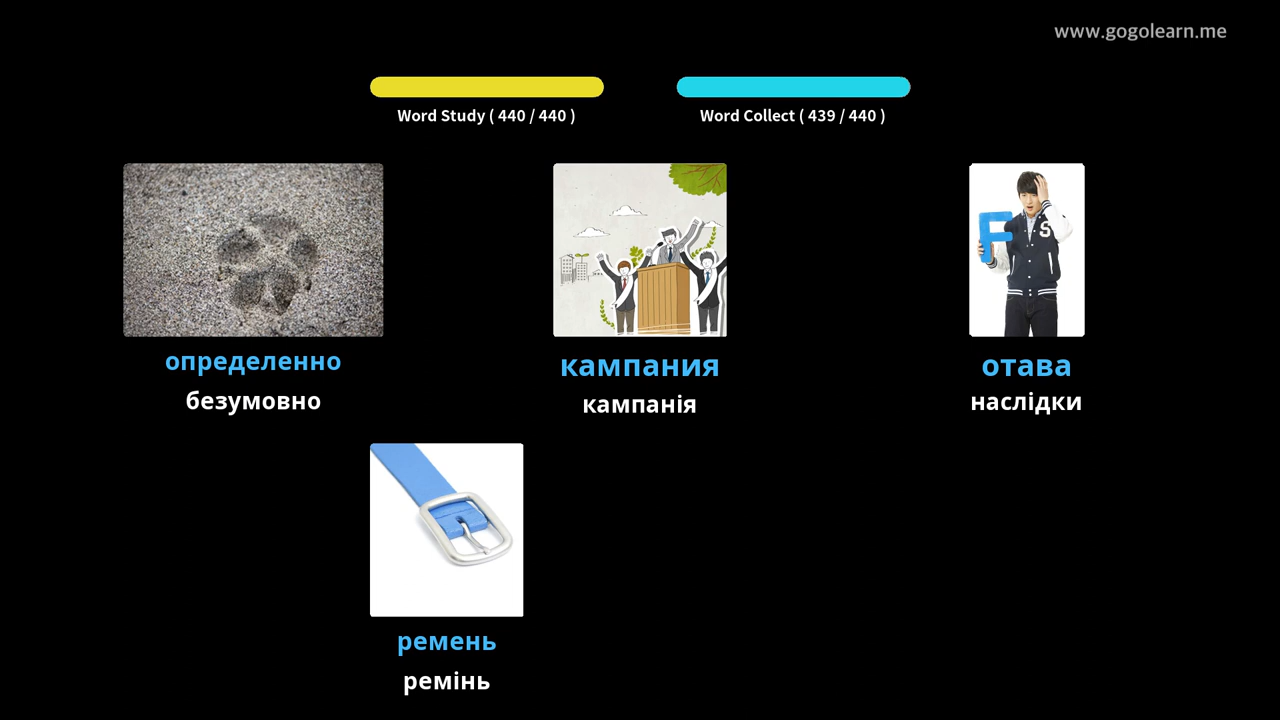 www.gogolearn.me
Word Study ( 440 / 440 )
Word Collect ( 439 / 440 )
определенно
безумовно
кампания
кампанія
F
S
отава
наслідки
ремень
ремінь